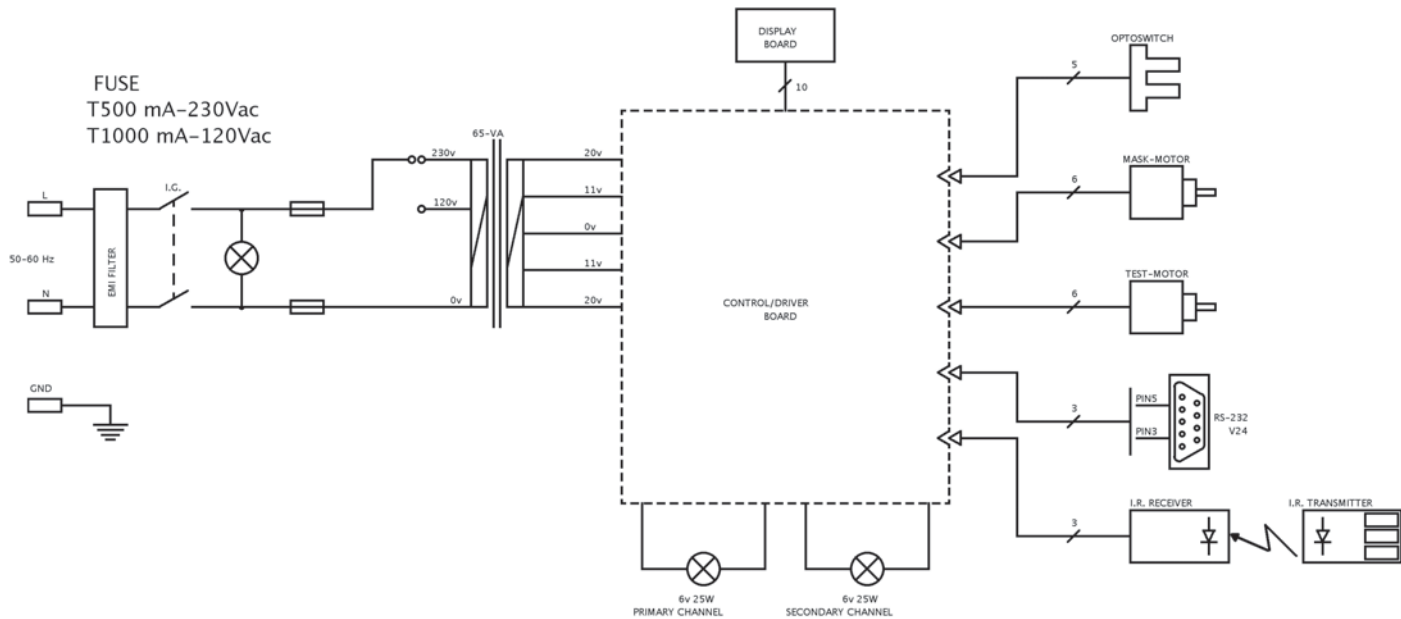 DISPLAY
BOARD
10
OPTOSWITCH
5
FUSE
T500 mA-230Vac
T1000 mA-120Vac
65-VA
230v
120v
0v
20v
11v
0v
11v
20v
L
I.G.
50-60 Hz
EMI FILTER
N
GND
CONTROL/DRIVER
BOARD
MASK-MOTOR
6
TEST-MOTOR
6
3
PIN5
PIN3
RS-232
V24
I.R. RECEIVER
I.R. TRANSMITTER
3
6v 25W
PRIMARY CHANNEL
6v 25W
SECONDARY CHANNEL